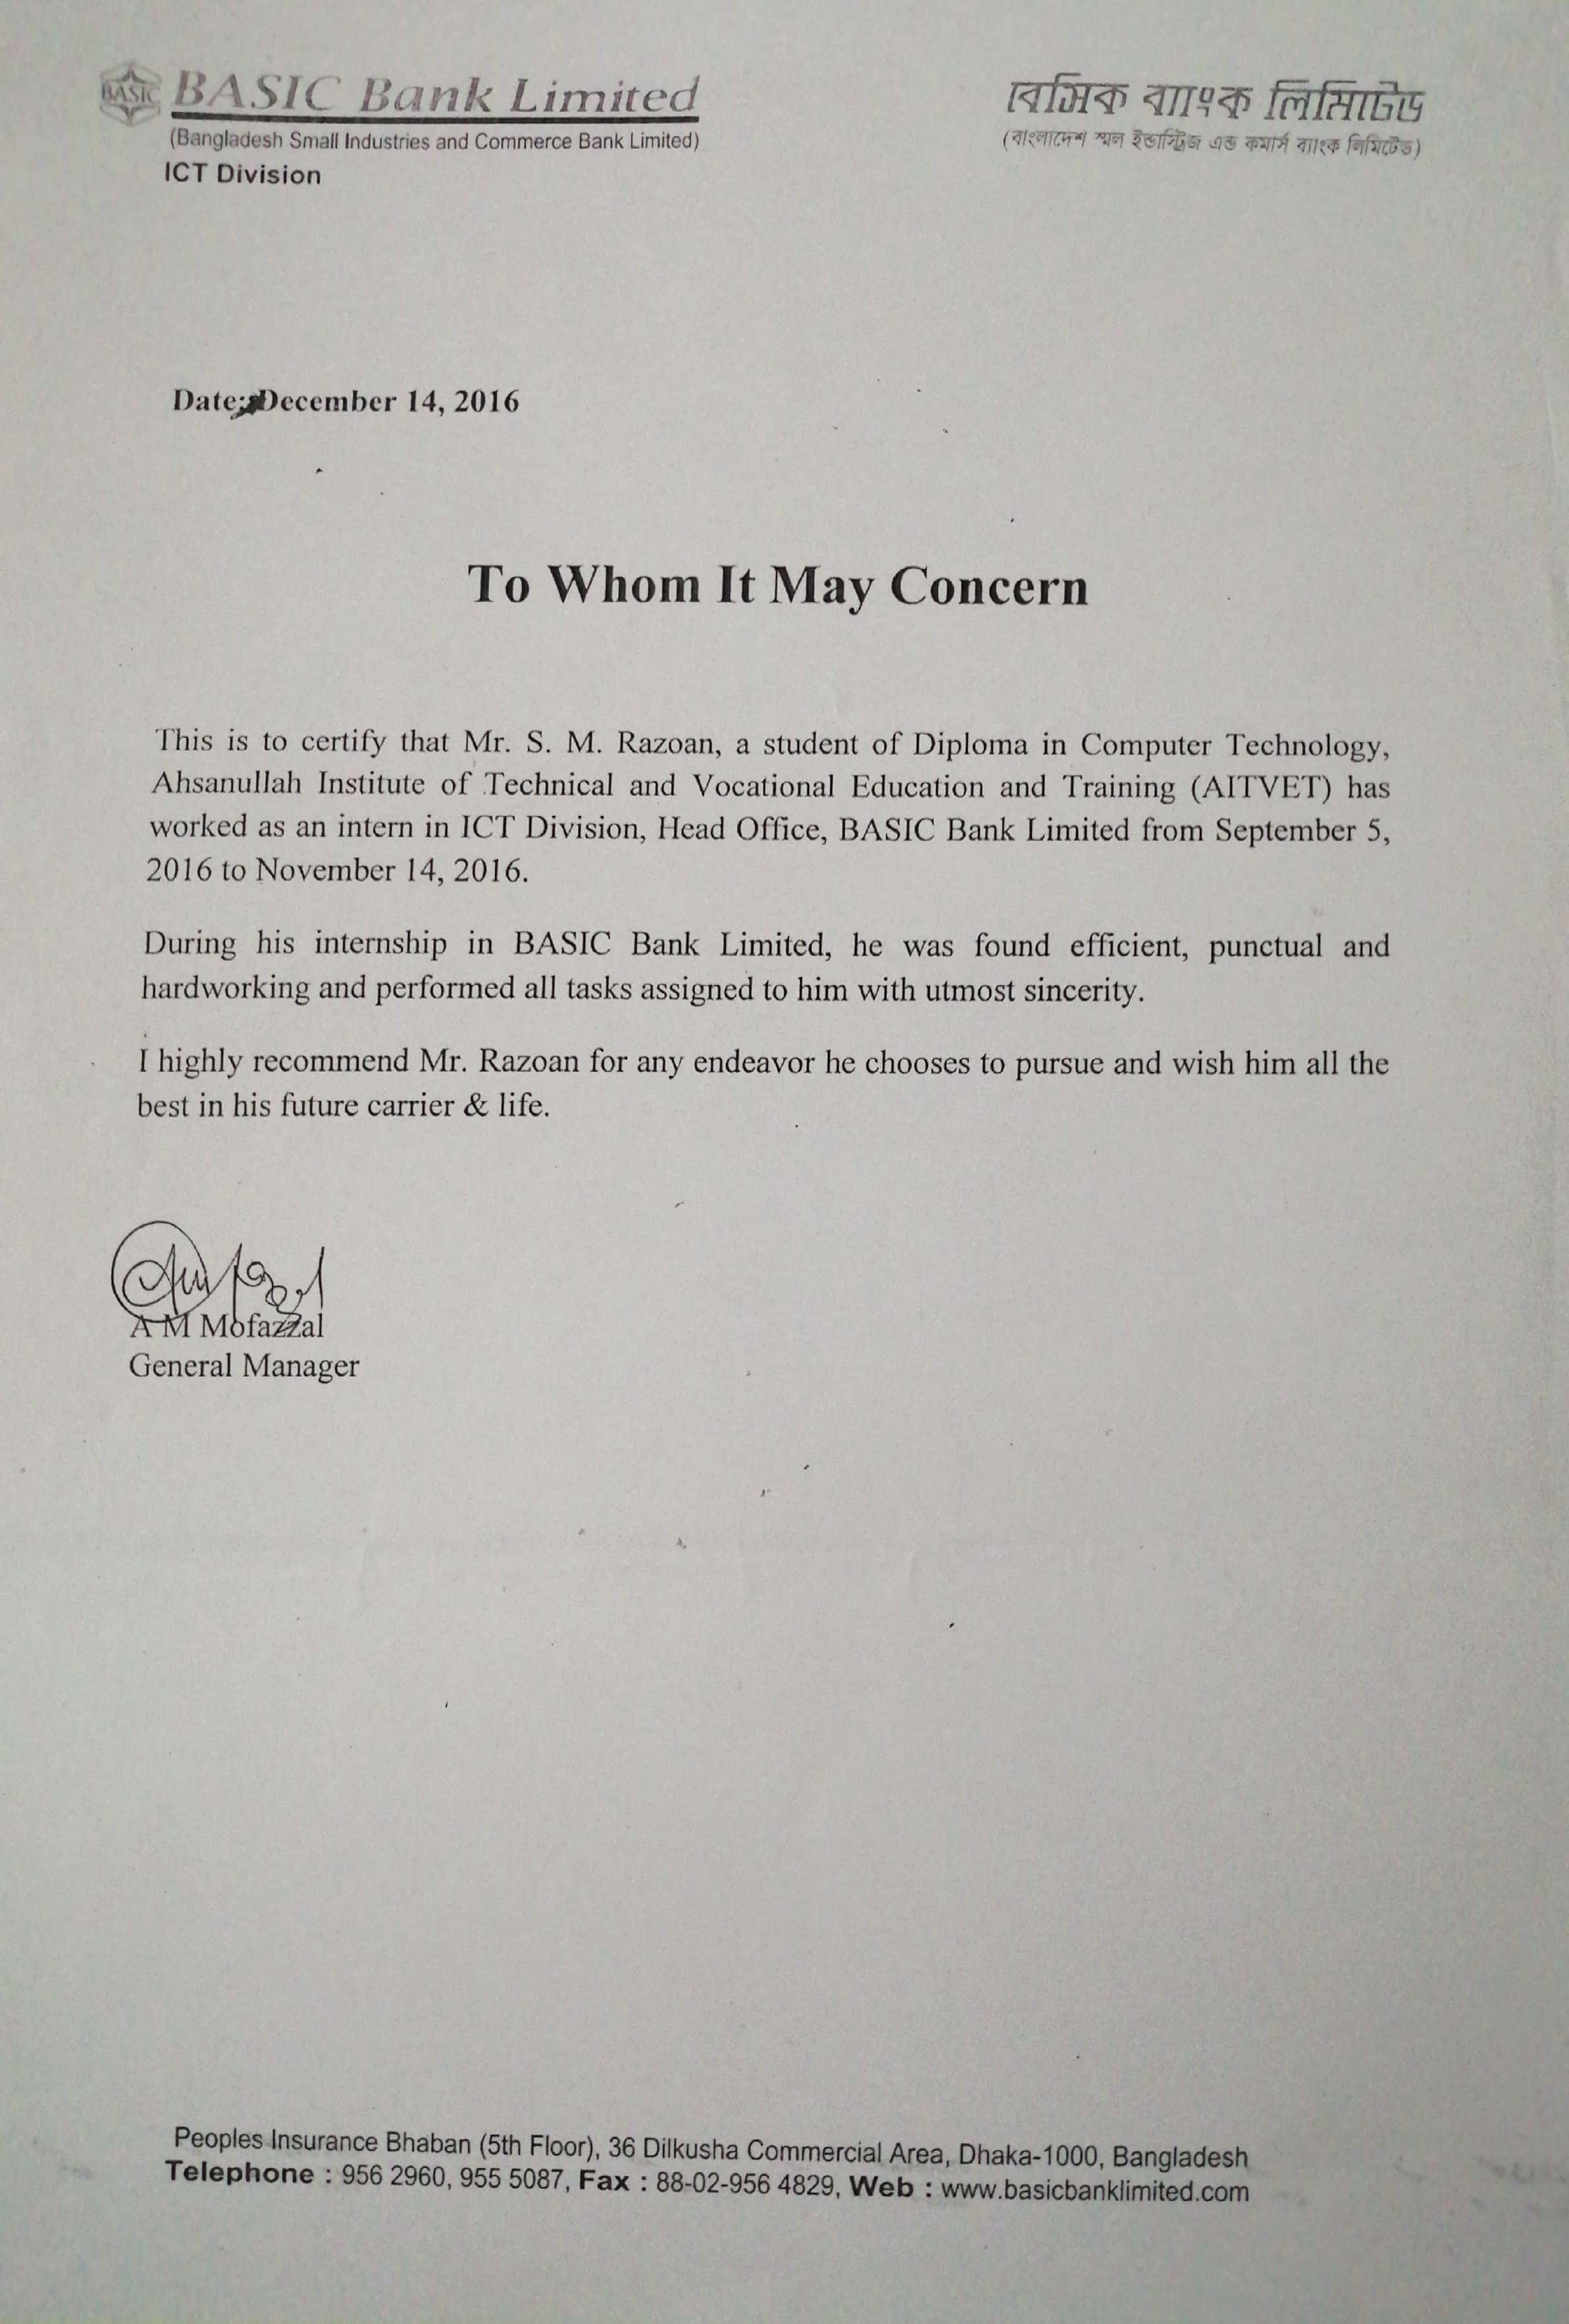 BASIC
BASIC Bank Limited
(Bangladesh Small Industries and Commerce Bank Limited)
ICT Division
বেসিক ব্যাংক লিমিটেড
(বাংলাদেশ স্মল ইন্ডাস্ট্রিজ এন্ড কমার্স ব্যাংক লিমিটেড)
Date: December 14, 2016
To Whom It May Concern
This is to certify that Mr. S. M. Razoan, a student of Diploma in Computer Technology,
Ahsanullah Institute of Technical and Vocational Education and Training (AITVET) has
worked as an intern in ICT Division, Head Office, BASIC Bank Limited from September 5,
2016 to November 14, 2016.
During his internship in BASIC Bank Limited, he was found efficient, punctual and
hardworking and performed all tasks assigned to him with utmost sincerity.
I highly recommend Mr. Razoan for any endeavor he chooses to pursue and wish him all the
best in his future carrier & life.
A M Mofazzal
General Manager
Peoples Insurance Bhaban (5th Floor), 36 Dilkusha Commercial Area, Dhaka-1000, Bangladesh
Telephone : 956 2960, 955 5087, Fax : 88-02-956 4829, Web : www.basicbanklimited.com